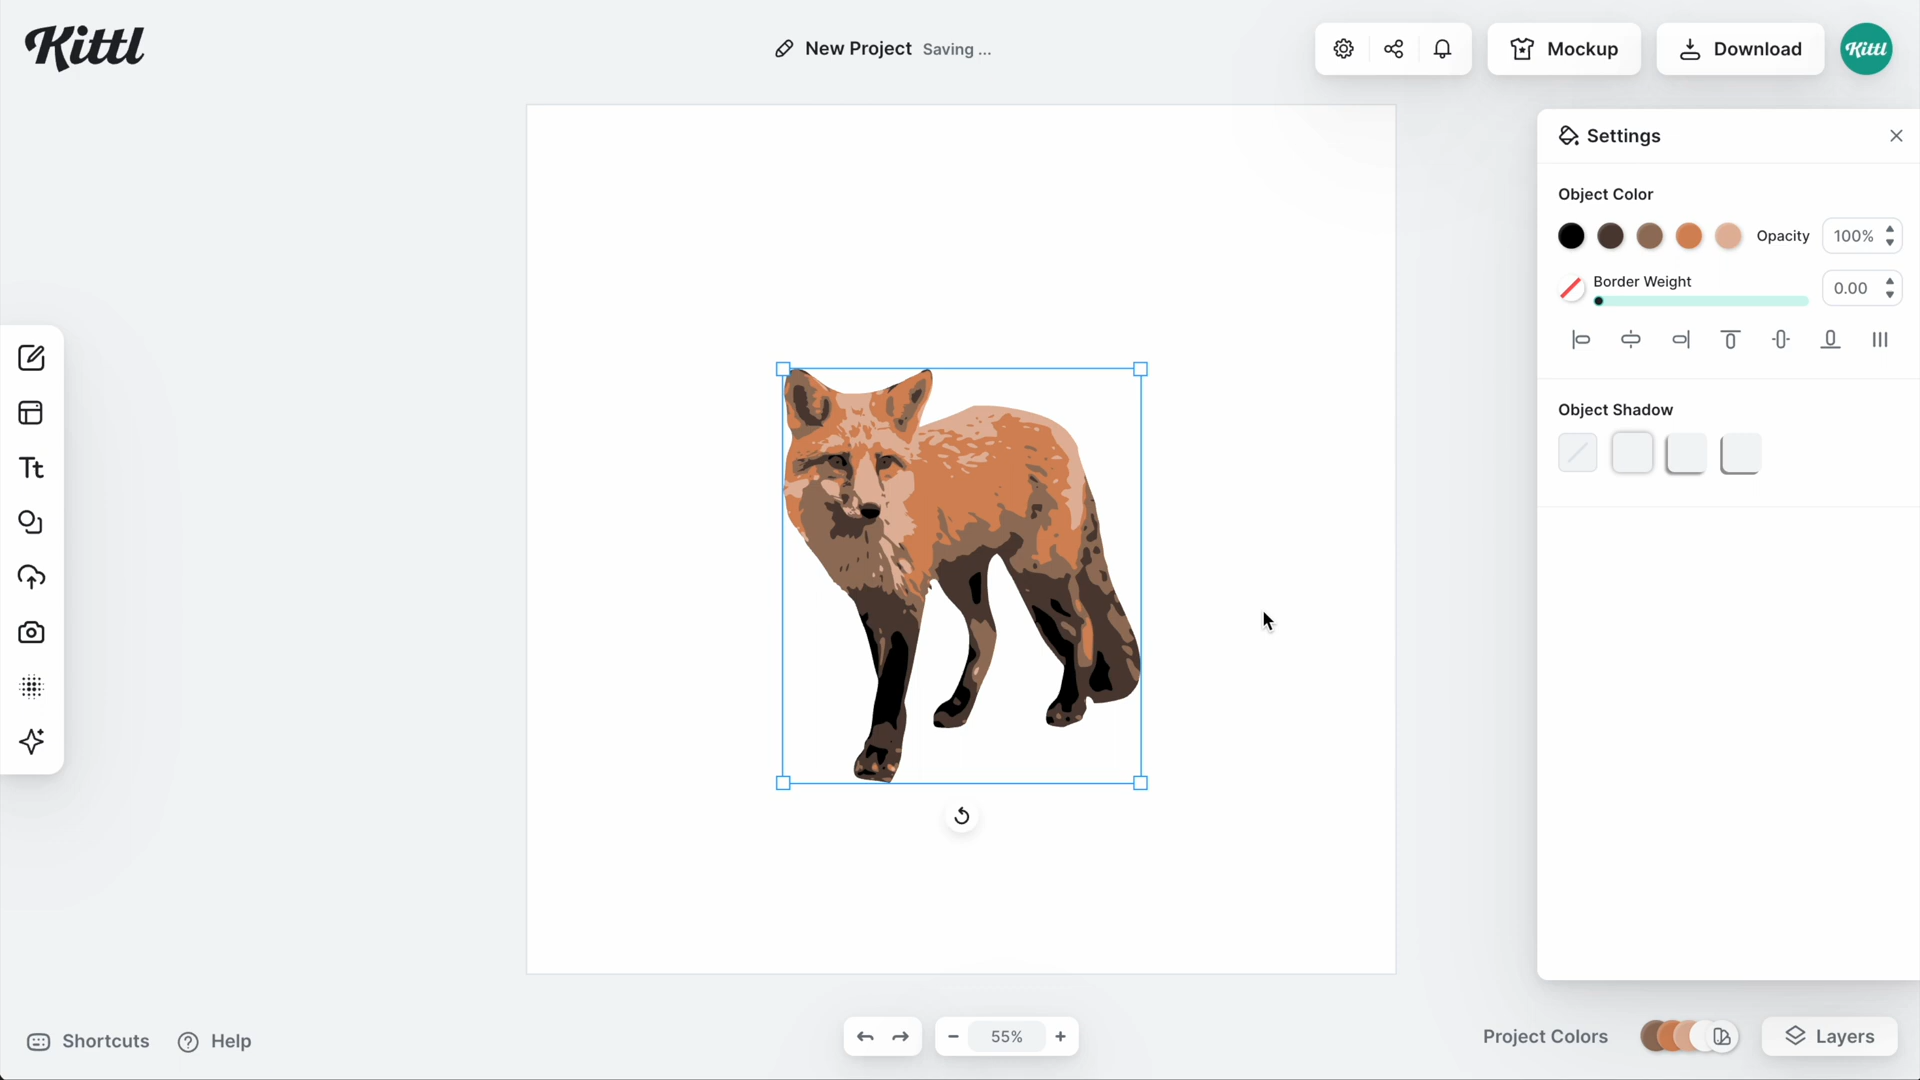 Kittl
New Project Saving ...
Mockup
Download
Kittl
Settings
Object Color
Opacity 100%
Border Weight 0.00
Object Shadow
Tt
Shortcuts
Help
55%
Project Colors
Layers